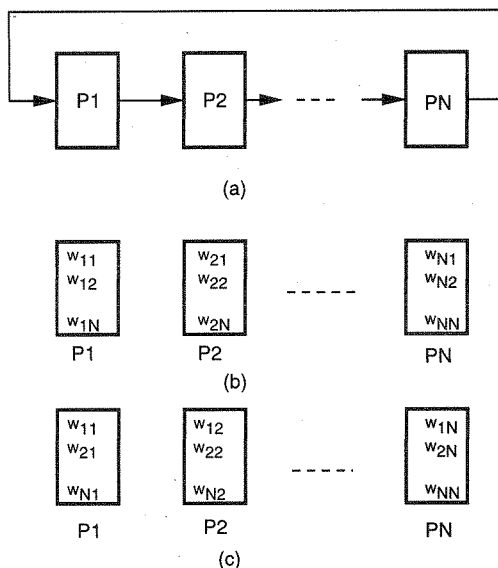 P1 P2 PN
(a)
w11 w21 wN1
w12 w22 wN2
w1N w2N wNN
P1 P2 PN
(b)
w11 w12 w1N
w21 w22 w2N
wN1 wN2 wNN
P1 P2 PN
(c)